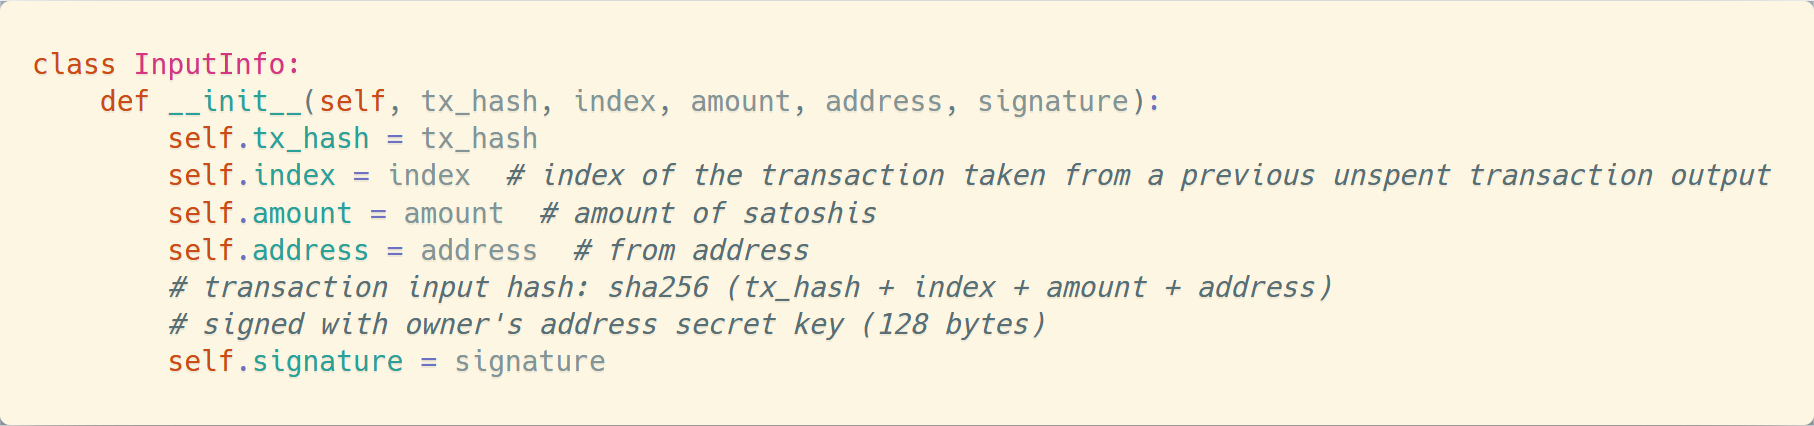 class InputInfo:
    def __init__(self, tx_hash, index, amount, address, signature):
        self.tx_hash = tx_hash
        self.index = index  # index of the transaction taken from a previous unspent transaction output
        self.amount = amount  # amount of satoshis
        self.address = address  # from address
        # transaction input hash: sha256 (tx_hash + index + amount + address)
        # signed with owner's address secret key (128 bytes)
        self.signature = signature